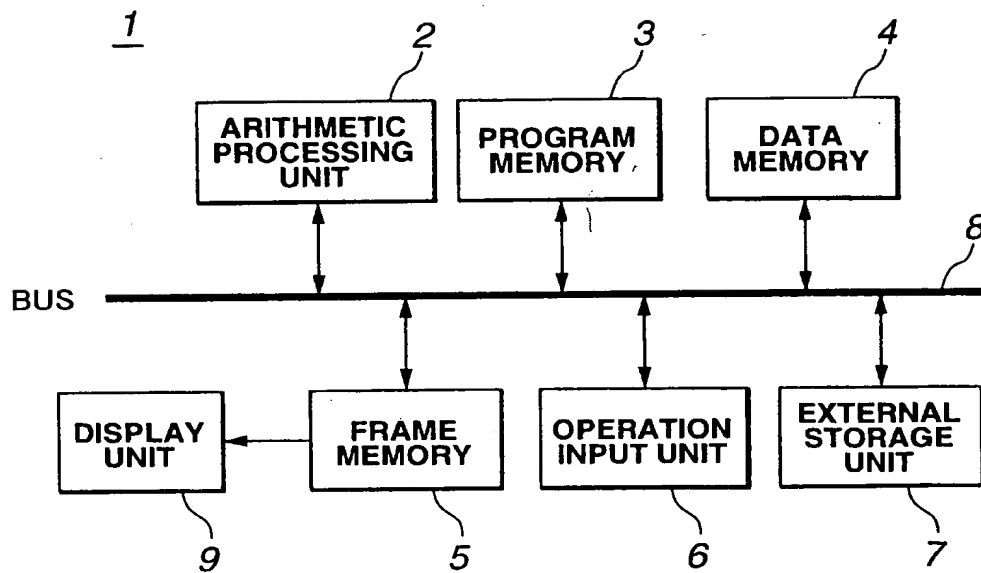 1
2
3
4
ARITHMETIC
PROCESSING
UNIT
PROGRAM
MEMORY
DATA
MEMORY
8
BUS
DISPLAY
UNIT
FRAME
MEMORY
OPERATION
INPUT UNIT
EXTERNAL
STORAGE
UNIT
9
5
6
7